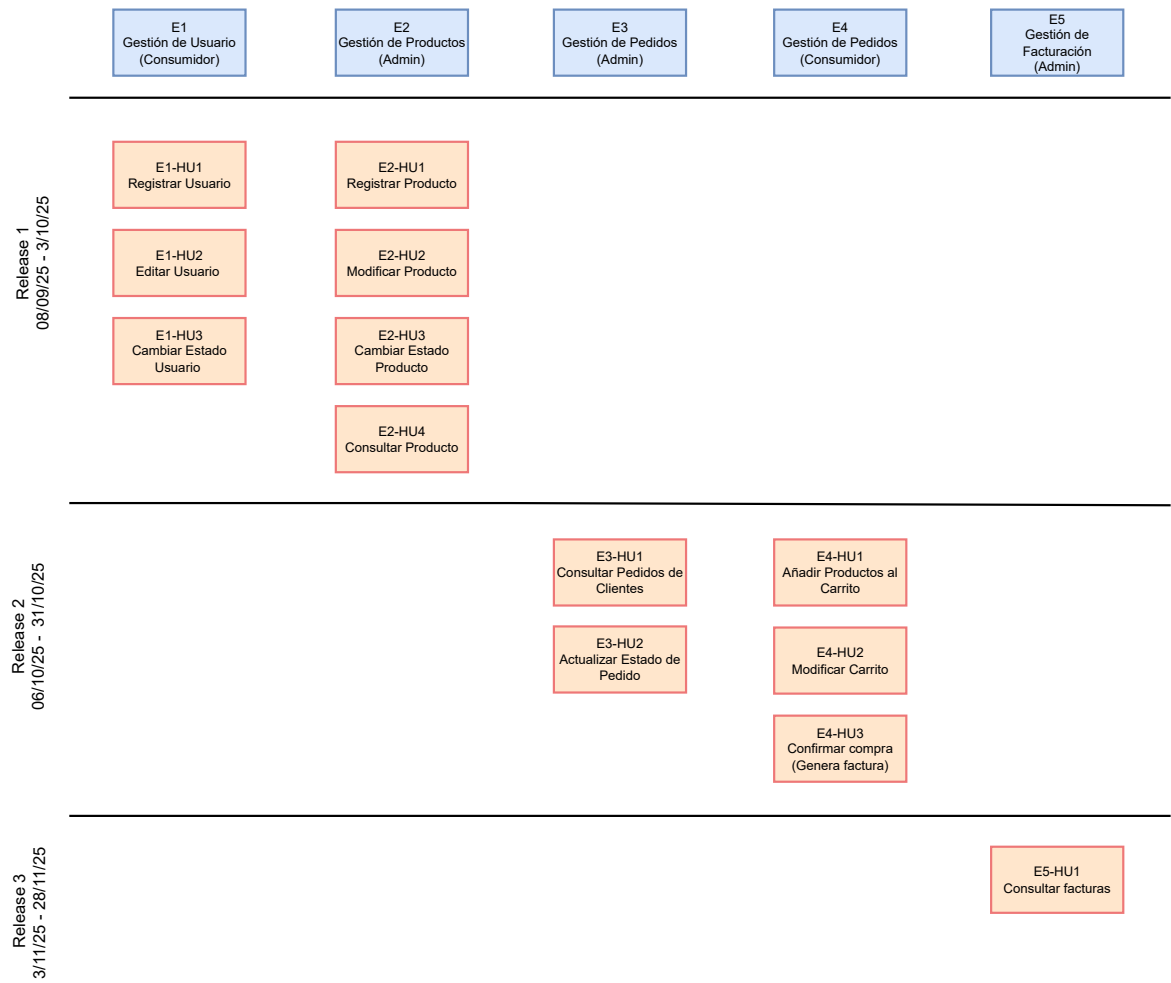 E1
Gestión de Usuario
(Consumidor)
E2
Gestión de Productos
(Admin)
E3
Gestión de Pedidos
(Admin)
E4
Gestión de Pedidos
(Consumidor)
E5
Gestión de
Facturación
(Admin)
Release 1
08/09/25 - 3/10/25
E1-HU1
Registrar Usuario
E2-HU1
Registrar Producto
E1-HU2
Editar Usuario
E2-HU2
Modificar Producto
E1-HU3
Cambiar Estado
Usuario
E2-HU3
Cambiar Estado
Producto
E2-HU4
Consultar Producto
Release 2
06/10/25 - 31/10/25
E3-HU1
Consultar Pedidos de
Clientes
E4-HU1
Añadir Productos al
Carrito
E3-HU2
Actualizar Estado de
Pedido
E4-HU2
Modificar Carrito
E4-HU3
Confirmar compra
(Genera factura)
Release 3
3/11/25 - 28/11/25
E5-HU1
Consultar facturas